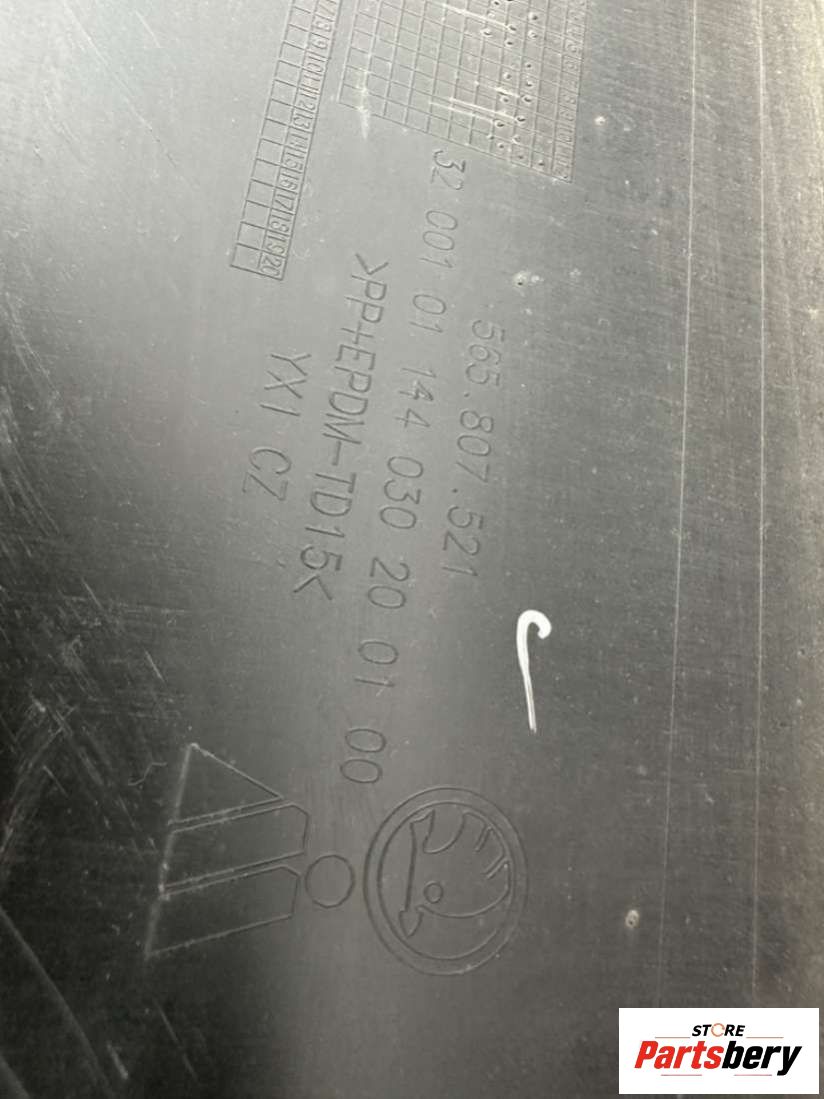 565.807.521
32 001 01 144 030 20 01 00
>PP+EPDM-TD15<
YX1 CZ
STORE
Partsbery